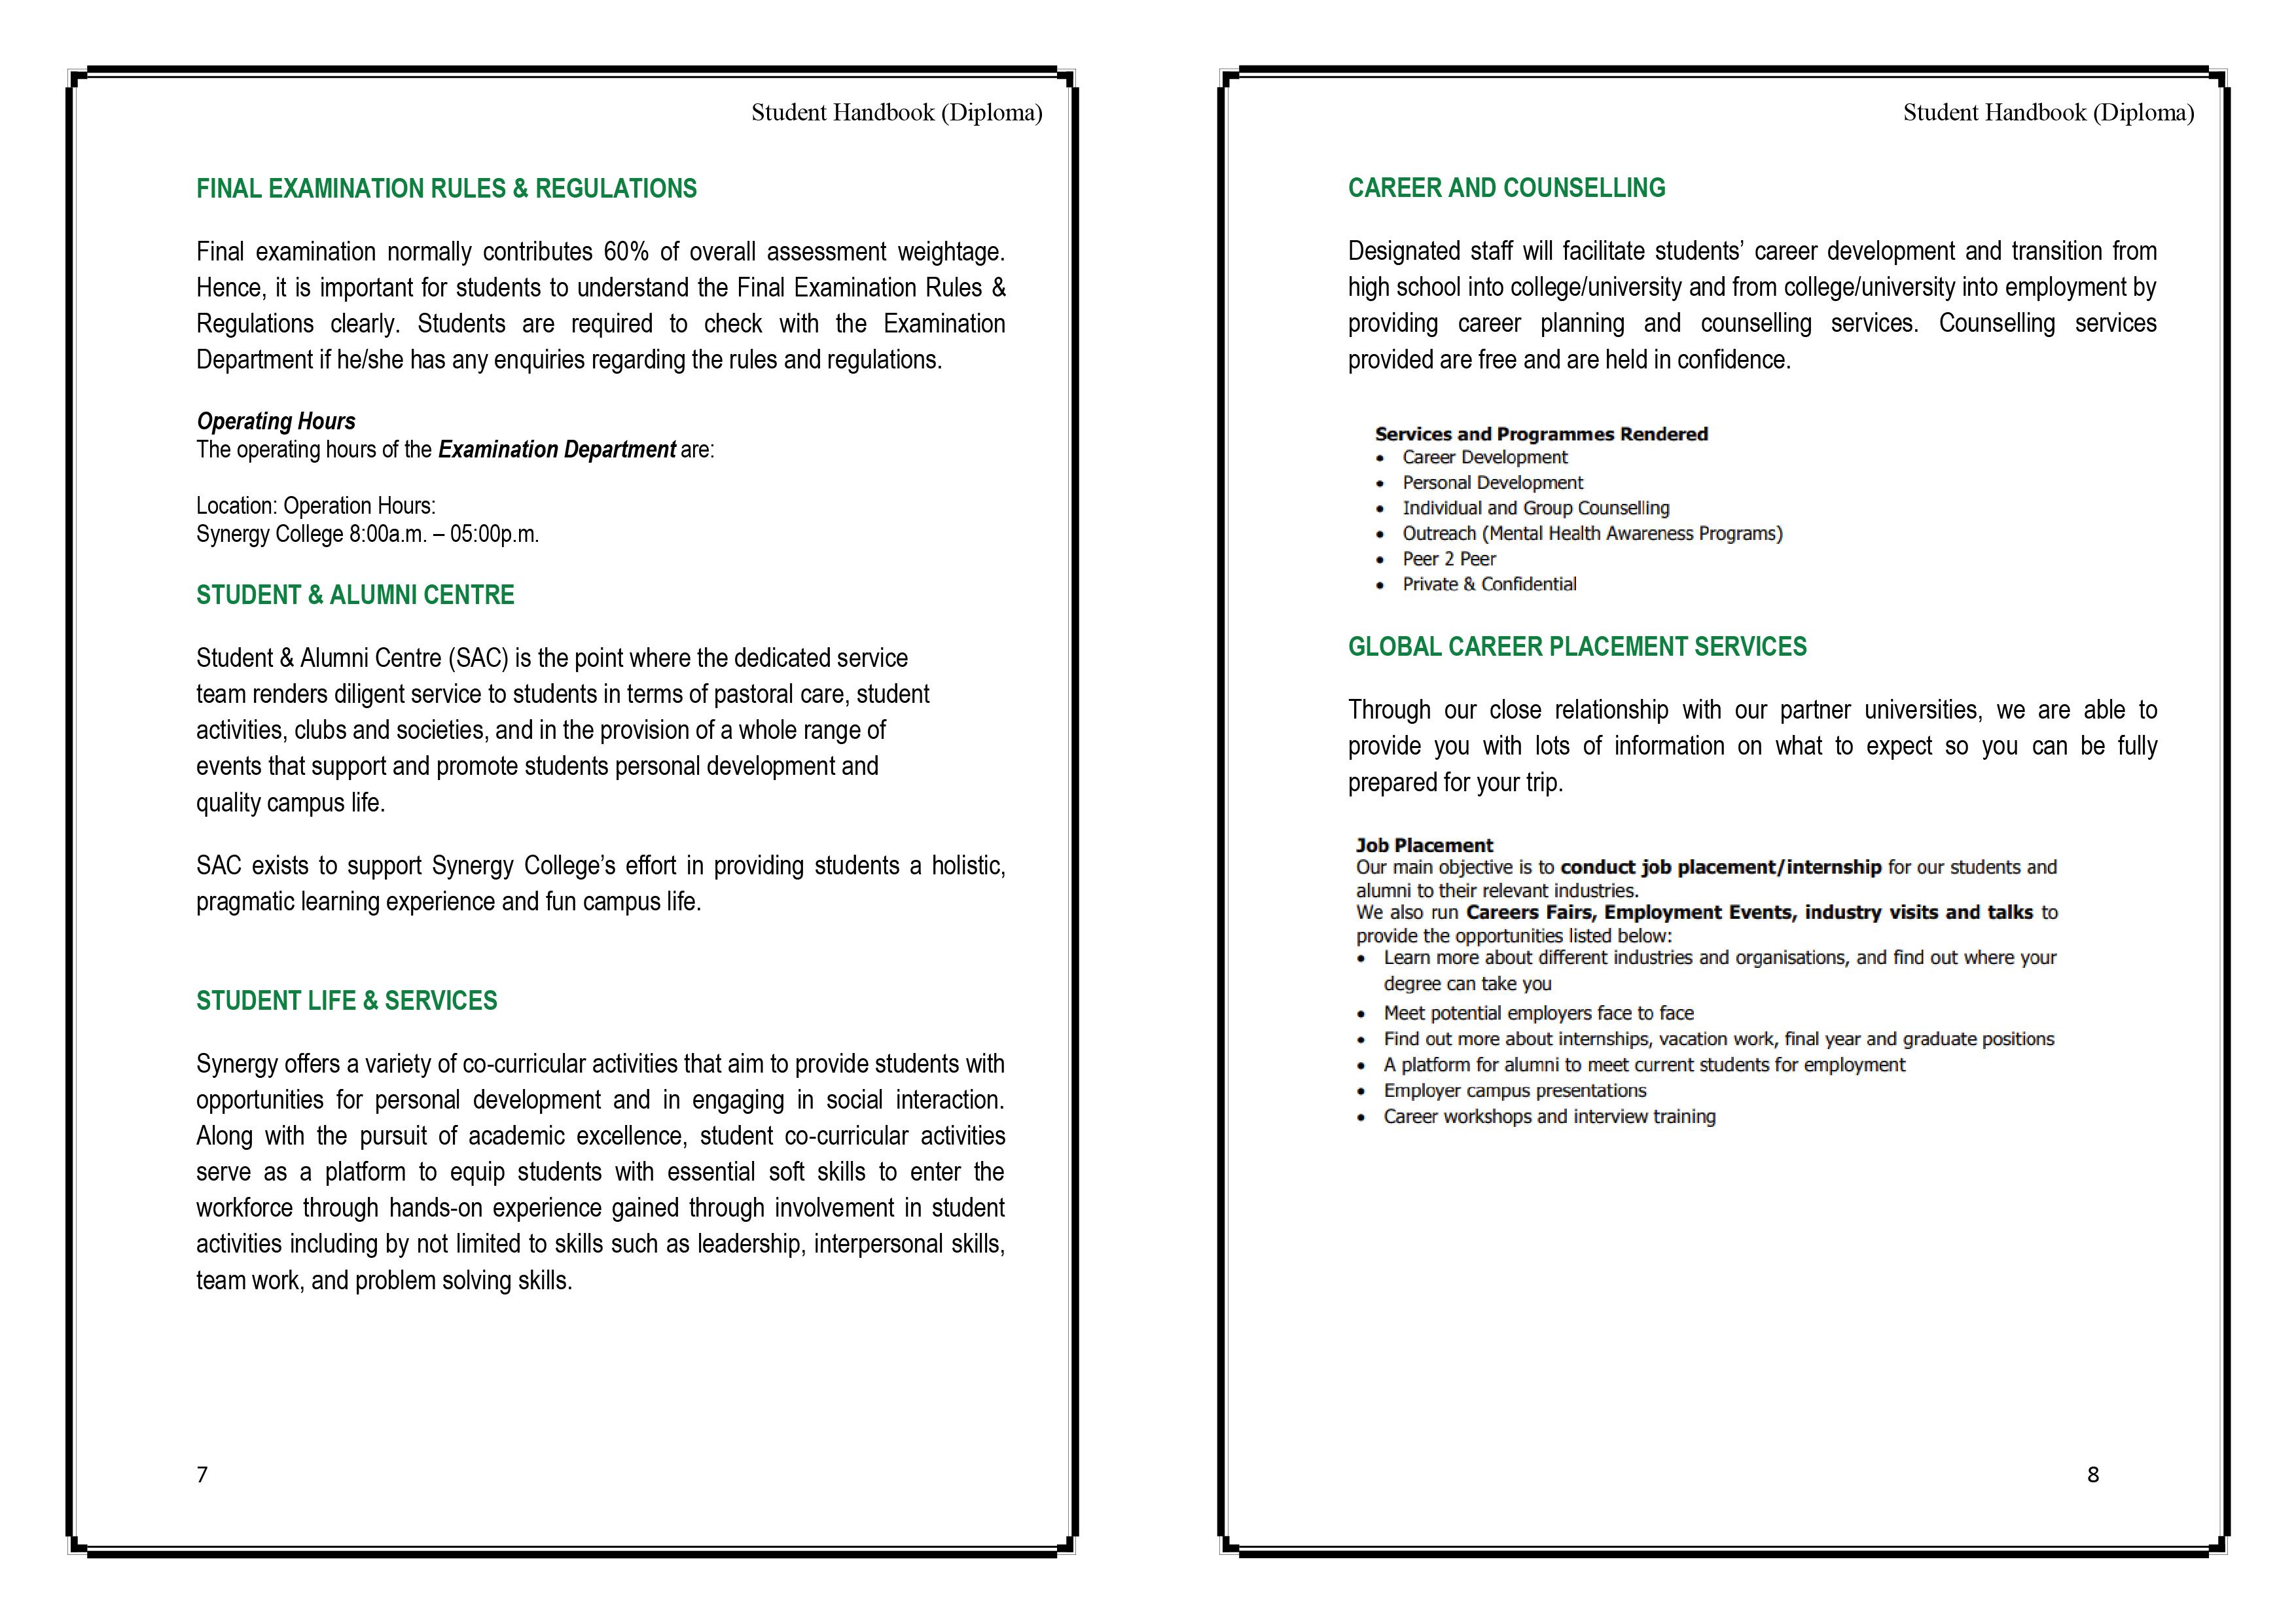 Student Handbook (Diploma)
FINAL EXAMINATION RULES & REGULATIONS
Final examination normally contributes 60% of overall assessment weightage.
Hence, it is important for students to understand the Final Examination Rules &
Regulations clearly. Students are required to check with the Examination
Department if he/she has any enquiries regarding the rules and regulations.
Operating Hours
The operating hours of the Examination Department are:
Location: Operation Hours:
Synergy College 8:00a.m. – 05:00p.m.
STUDENT & ALUMNI CENTRE
Student & Alumni Centre (SAC) is the point where the dedicated service
team renders diligent service to students in terms of pastoral care, student
activities, clubs and societies, and in the provision of a whole range of
events that support and promote students personal development and
quality campus life.
SAC exists to support Synergy College’s effort in providing students a holistic,
pragmatic learning experience and fun campus life.
STUDENT LIFE & SERVICES
Synergy offers a variety of co-curricular activities that aim to provide students with
opportunities for personal development and in engaging in social interaction.
Along with the pursuit of academic excellence, student co-curricular activities
serve as a platform to equip students with essential soft skills to enter the
workforce through hands-on experience gained through involvement in student
activities including by not limited to skills such as leadership, interpersonal skills,
team work, and problem solving skills.
7
Student Handbook (Diploma)
CAREER AND COUNSELLING
Designated staff will facilitate students’ career development and transition from
high school into college/university and from college/university into employment by
providing career planning and counselling services. Counselling services
provided are free and are held in confidence.
Services and Programmes Rendered
• Career Development
• Personal Development
• Individual and Group Counselling
• Outreach (Mental Health Awareness Programs)
• Peer 2 Peer
• Private & Confidential
GLOBAL CAREER PLACEMENT SERVICES
Through our close relationship with our partner universities, we are able to
provide you with lots of information on what to expect so you can be fully
prepared for your trip.
Job Placement
Our main objective is to conduct job placement/internship for our students and
alumni to their relevant industries.
We also run Careers Fairs, Employment Events, industry visits and talks to
provide the opportunities listed below:
• Learn more about different industries and organisations, and find out where your
degree can take you
• Meet potential employers face to face
• Find out more about internships, vacation work, final year and graduate positions
• A platform for alumni to meet current students for employment
• Employer campus presentations
• Career workshops and interview training
8